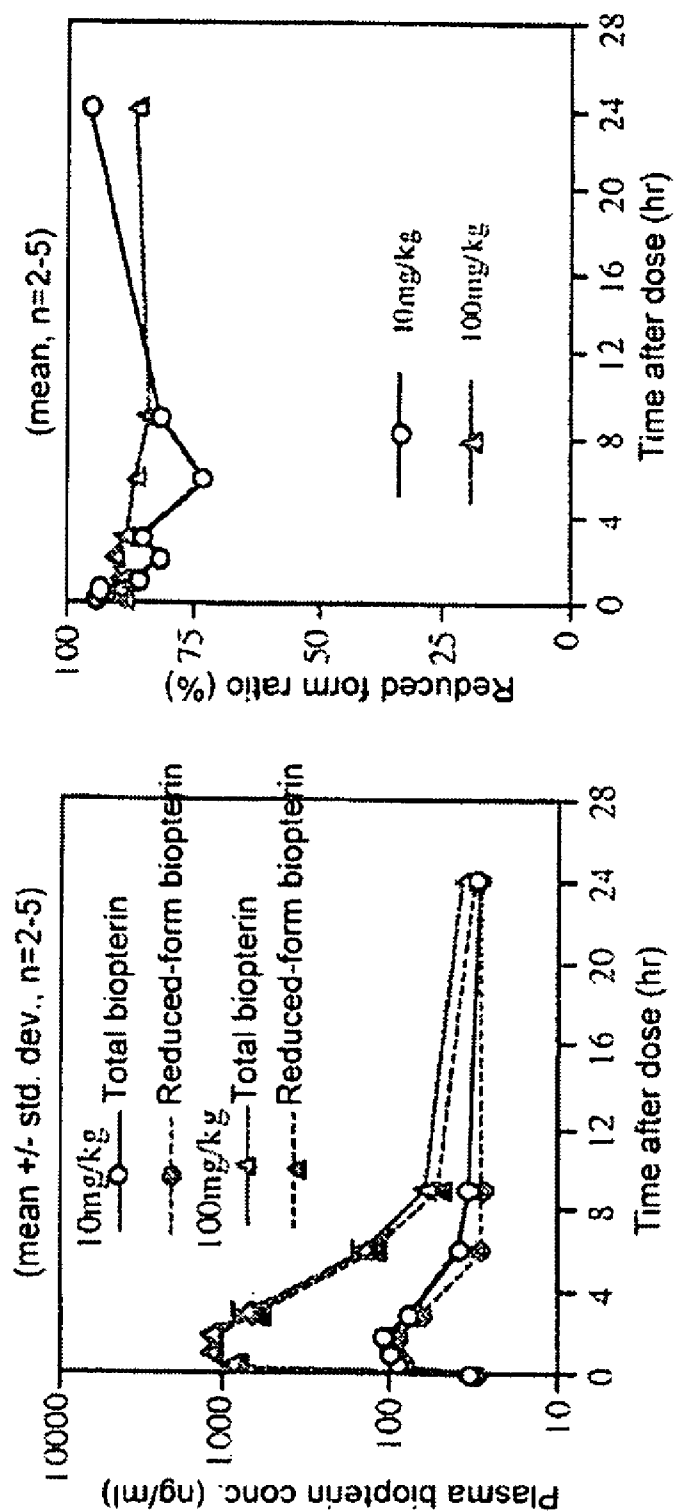 (mean +/- std. dev., n=2-5)
10mg/kg
Total biopterin
Reduced-form biopterin
100mg/kg
Total biopterin
Reduced-form biopterin
Plasma biopterin conc. (ng/ml)
10000
1000
100
10
0 4 8 12 16 20 24 28
Time after dose (hr)
(mean, n=2-5)
Reduced form ratio (%)
100
75
50
25
0
10mg/kg
100mg/kg
0 4 8 12 16 20 24 28
Time after dose (hr)